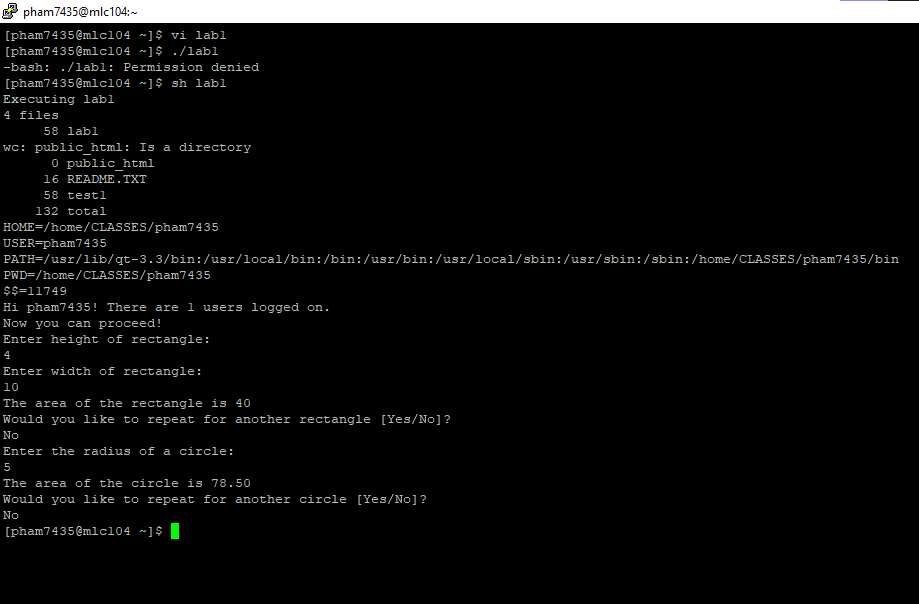 pham7435@mlc104:~
[pham7435@mlc104 ~]$ vi lab1
[pham7435@mlc104 ~]$ ./lab1
-bash: ./lab1: Permission denied
[pham7435@mlc104 ~]$ sh lab1
Executing lab1
4 files
     58 lab1
wc: public_html: Is a directory
      0 public_html
     16 README.TXT
     58 test1
    132 total
HOME=/home/CLASSES/pham7435
USER=pham7435
PATH=/usr/lib/qt-3.3/bin:/usr/local/bin:/bin:/usr/bin:/usr/local/sbin:/usr/sbin:/sbin:/home/CLASSES/pham7435/bin
PWD=/home/CLASSES/pham7435
$$=11749
Hi pham7435! There are 1 users logged on.
Now you can proceed!
Enter height of rectangle:
4
Enter width of rectangle:
10
The area of the rectangle is 40
Would you like to repeat for another rectangle [Yes/No]?
No
Enter the radius of a circle:
5
The area of the circle is 78.50
Would you like to repeat for another circle [Yes/No]?
No
[pham7435@mlc104 ~]$